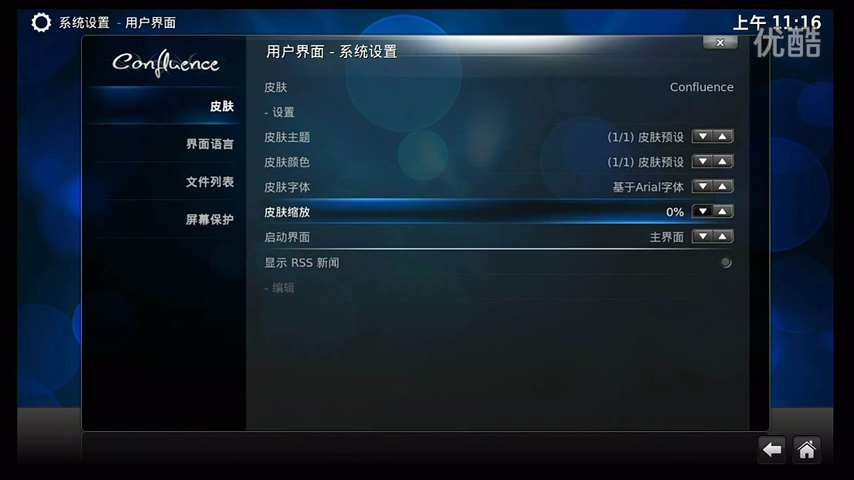 系统设置 - 用户界面
上午 11:16
优酷
Confluence
用户界面 - 系统设置
皮肤
界面语言
文件列表
屏幕保护
皮肤 Confluence
- 设置
皮肤主题 (1/1) 皮肤预设
皮肤颜色 (1/1) 皮肤预设
皮肤字体 基于Arial字体
皮肤缩放 0%
启动界面 主界面
显示 RSS 新闻
- 编辑